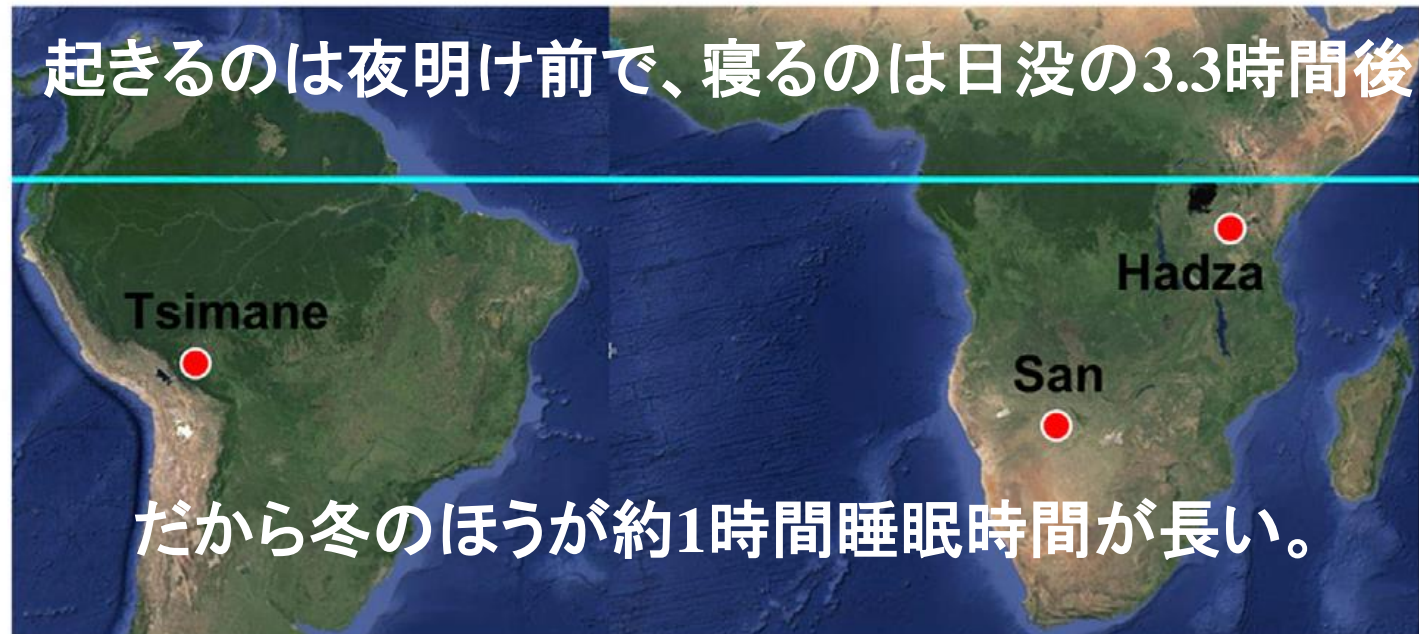 起きるのは夜明け前で、寝るのは日没の3.3時間後
Hadza
Tsimane
San
だから冬のほうが約1時間睡眠時間が長い。